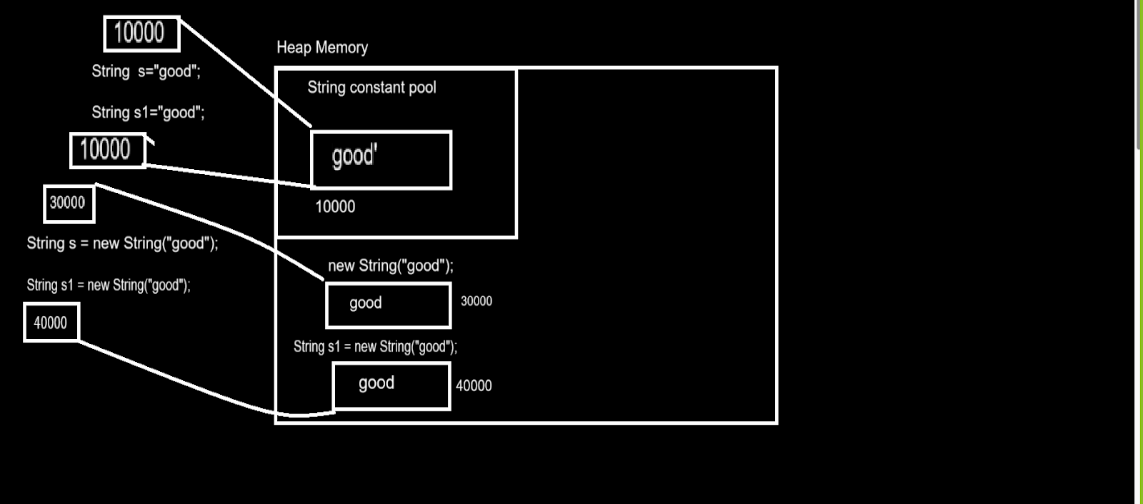 10000
String s="good";
String s1="good";
10000
30000
String s = new String("good");
String s1 = new String("good");
40000
Heap Memory
String constant pool
good'
10000
new String("good");
good
30000
String s1 = new String("good");
good
40000